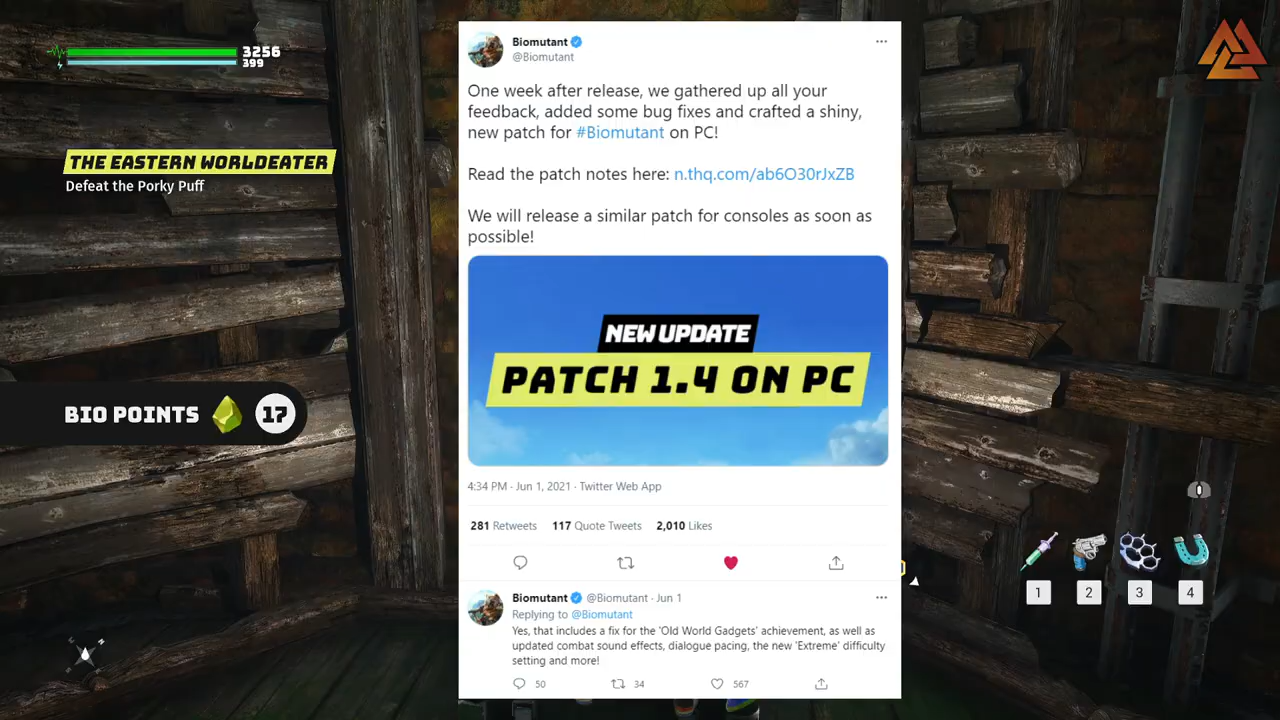 3256
399
THE EASTERN WORLDEATER
Defeat the Porky Puff
BIO POINTS 17
Biomutant
@Biomutant
One week after release, we gathered up all your
feedback, added some bug fixes and crafted a shiny,
new patch for #Biomutant on PC!
Read the patch notes here: n.thq.com/ab6O30rJxZB
We will release a similar patch for consoles as soon as
possible!
NEW UPDATE
PATCH 1.4 ON PC
4:34 PM · Jun 1, 2021 · Twitter Web App
281 Retweets 117 Quote Tweets 2,010 Likes
Biomutant @Biomutant · Jun 1
Replying to @Biomutant
Yes, that includes a fix for the 'Old World Gadgets' achievement, as well as
updated combat sound effects, dialogue pacing, the new 'Extreme' difficulty
setting and more!
50 34 567
1 2 3 4